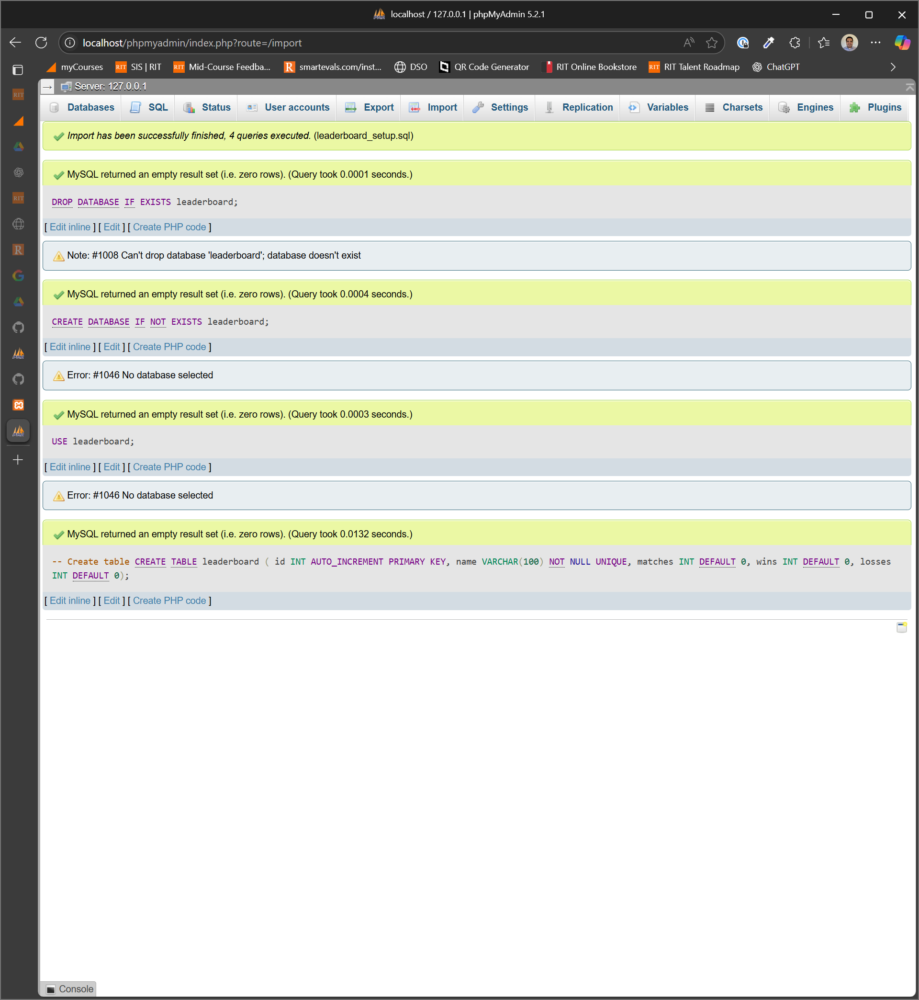 localhost / 127.0.0.1 | phpMyAdmin 5.2.1
localhost/phpmyadmin/index.php?route=/import
myCourses
RIT SIS | RIT
RIT Mid-Course Feedba...
R smartevals.com/inst...
DSO
QR Code Generator
RIT Online Bookstore
RIT RIT Talent Roadmap
ChatGPT
RIT
RIT
R
Server: 127.0.0.1
Databases
SQL
Status
User accounts
Export
Import
Settings
Replication
Variables
Charsets
Engines
Plugins
Import has been successfully finished, 4 queries executed. (leaderboard_setup.sql)
MySQL returned an empty result set (i.e. zero rows). (Query took 0.0001 seconds.)
DROP DATABASE IF EXISTS leaderboard;
[ Edit inline ] [ Edit ] [ Create PHP code ]
Note: #1008 Can't drop database 'leaderboard'; database doesn't exist
MySQL returned an empty result set (i.e. zero rows). (Query took 0.0004 seconds.)
CREATE DATABASE IF NOT EXISTS leaderboard;
[ Edit inline ] [ Edit ] [ Create PHP code ]
Error: #1046 No database selected
MySQL returned an empty result set (i.e. zero rows). (Query took 0.0003 seconds.)
USE leaderboard;
[ Edit inline ] [ Edit ] [ Create PHP code ]
Error: #1046 No database selected
MySQL returned an empty result set (i.e. zero rows). (Query took 0.0132 seconds.)
-- Create table CREATE TABLE leaderboard ( id INT AUTO_INCREMENT PRIMARY KEY, name VARCHAR(100) NOT NULL UNIQUE, matches INT DEFAULT 0, wins INT DEFAULT 0, losses
INT DEFAULT 0);
[ Edit inline ] [ Edit ] [ Create PHP code ]
Console